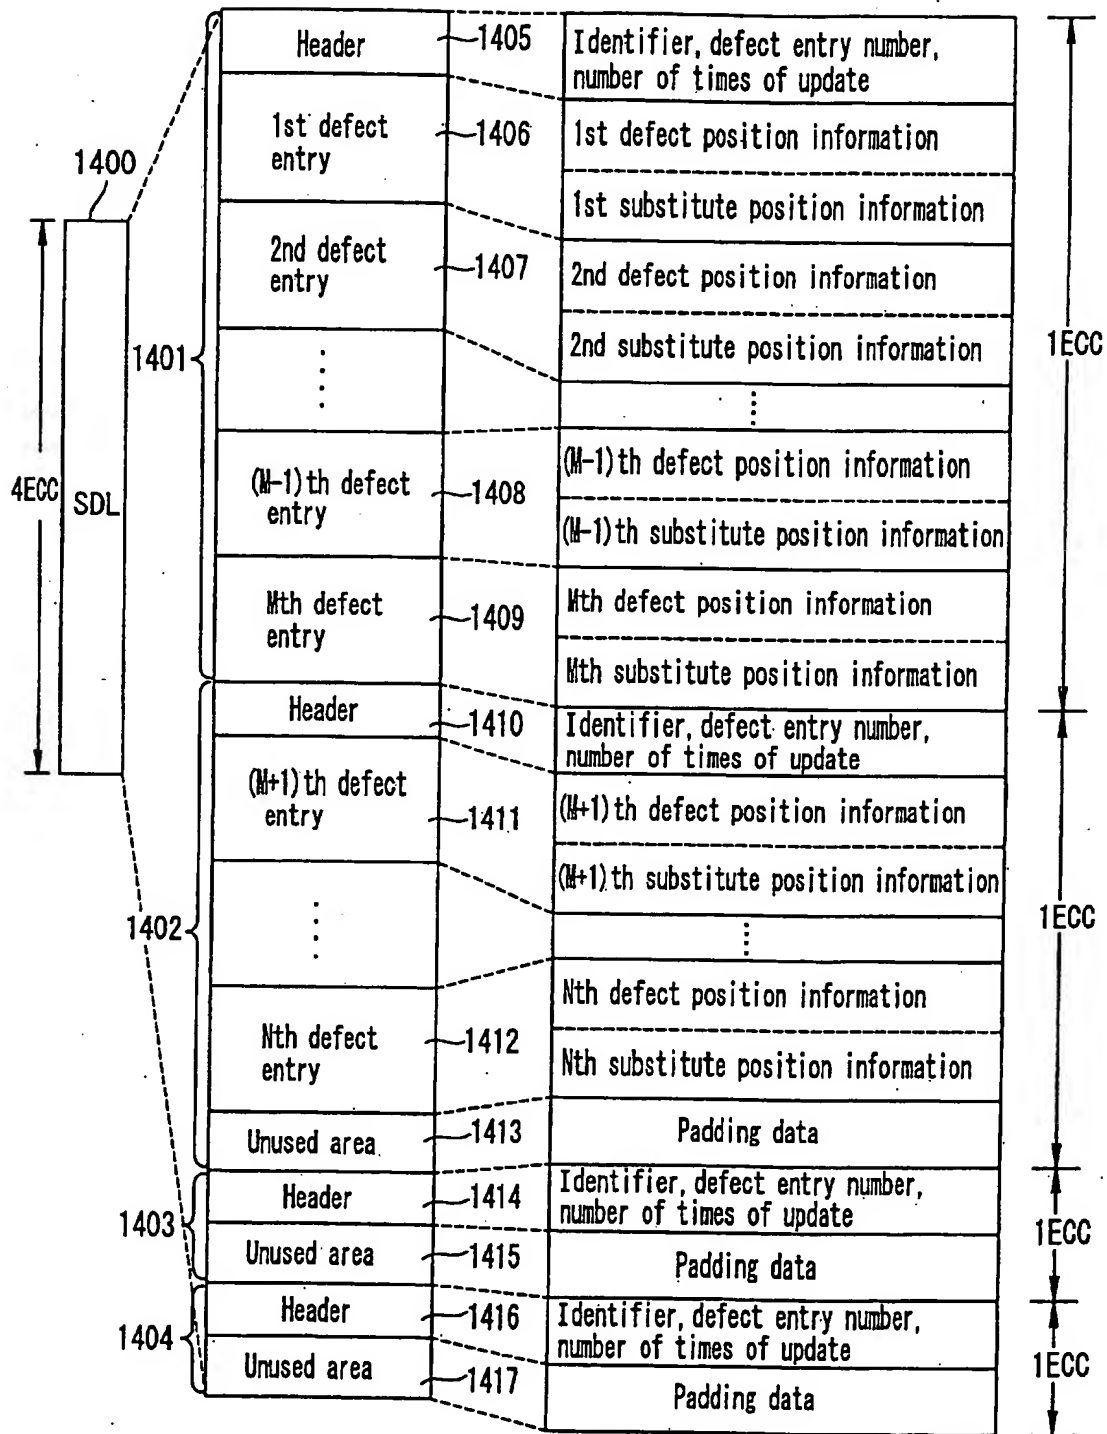 Header
1405
Identifier, defect entry number,
number of times of update
1st defect
entry
1406
1st defect position information
1st substitute position information
1400
2nd defect
entry
1407
2nd defect position information
2nd substitute position information
1401
1ECC
4ECC
SDL
(M-1)th defect
entry
1408
(M-1)th defect position information
(M-1)th substitute position information
Mth defect
entry
1409
Mth defect position information
Mth substitute position information
Header
1410
Identifier, defect entry number,
number of times of update
(M+1)th defect
entry
1411
(M+1)th defect position information
(M+1)th substitute position information
1402
1ECC
Nth defect
entry
1412
Nth defect position information
Nth substitute position information
Unused area
1413
Padding data
1403
Header
1414
Identifier, defect entry number,
number of times of update
1ECC
Unused area
1415
Padding data
1404
Header
1416
Identifier, defect entry number,
number of times of update
1ECC
Unused area
1417
Padding data